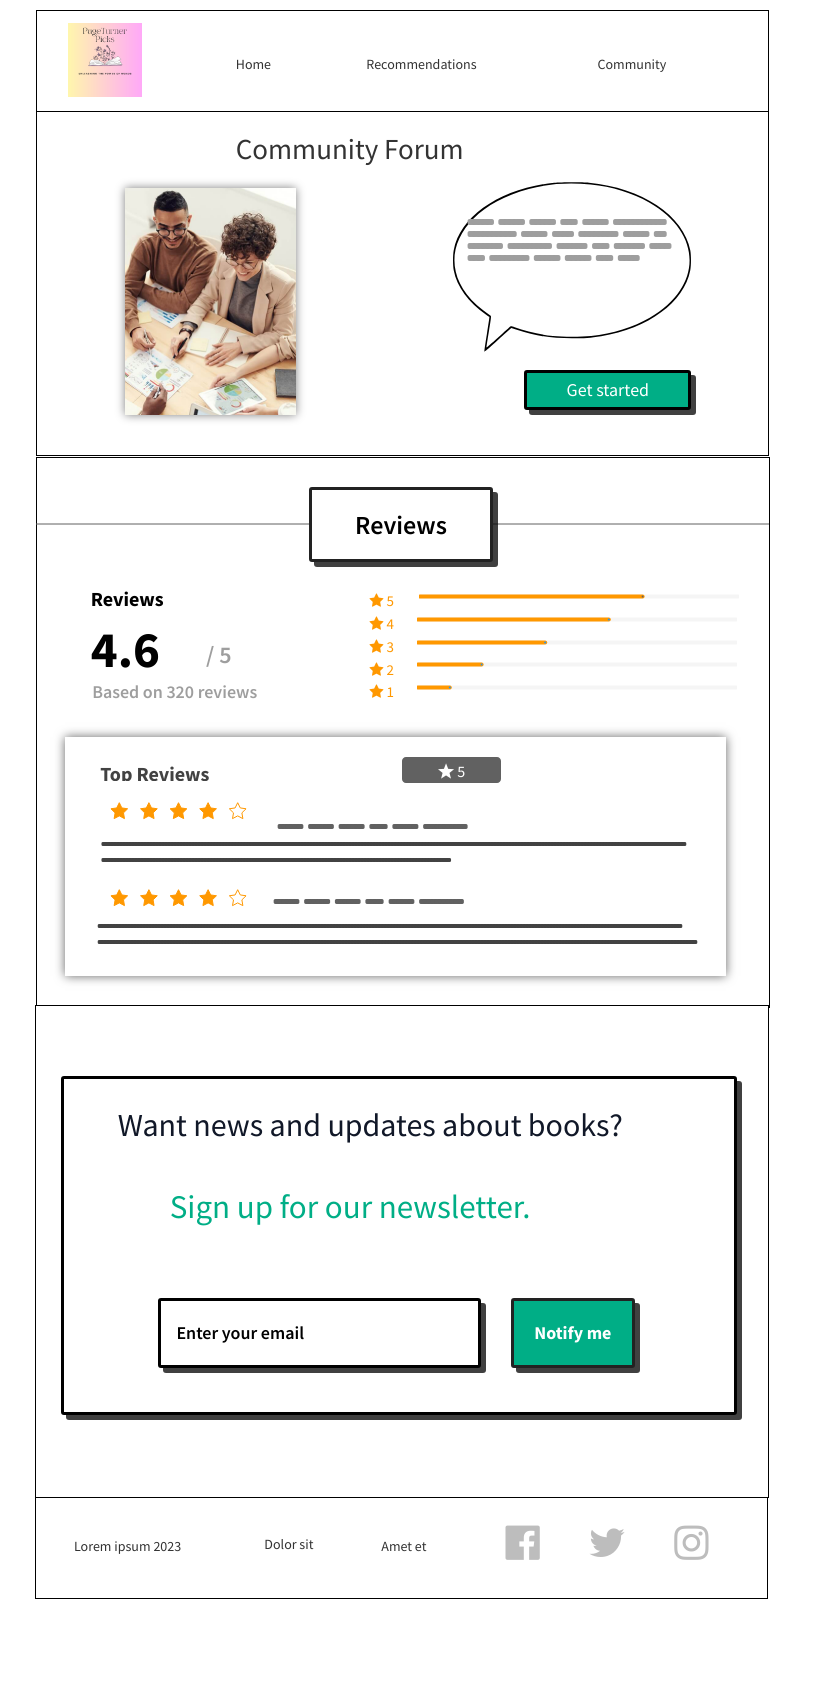 PageTurner
Picks
Home
Recommendations
Community
Community Forum
Get started
Reviews
Reviews
4.6 / 5
Based on 320 reviews
5
4
3
2
1
Top Reviews
5
Want news and updates about books?
Sign up for our newsletter.
Enter your email
Notify me
Lorem ipsum 2023
Dolor sit
Amet et